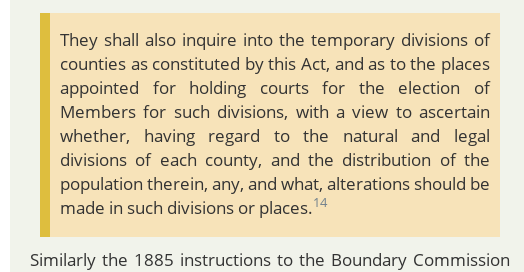 They shall also inquire into the temporary divisions of
counties as constituted by this Act, and as to the places
appointed for holding courts for the election of
Members for such divisions, with a view to ascertain
whether, having regard to the natural and legal
divisions of each county, and the distribution of the
population therein, any, and what, alterations should be
made in such divisions or places.14
Similarly the 1885 instructions to the Boundary Commission